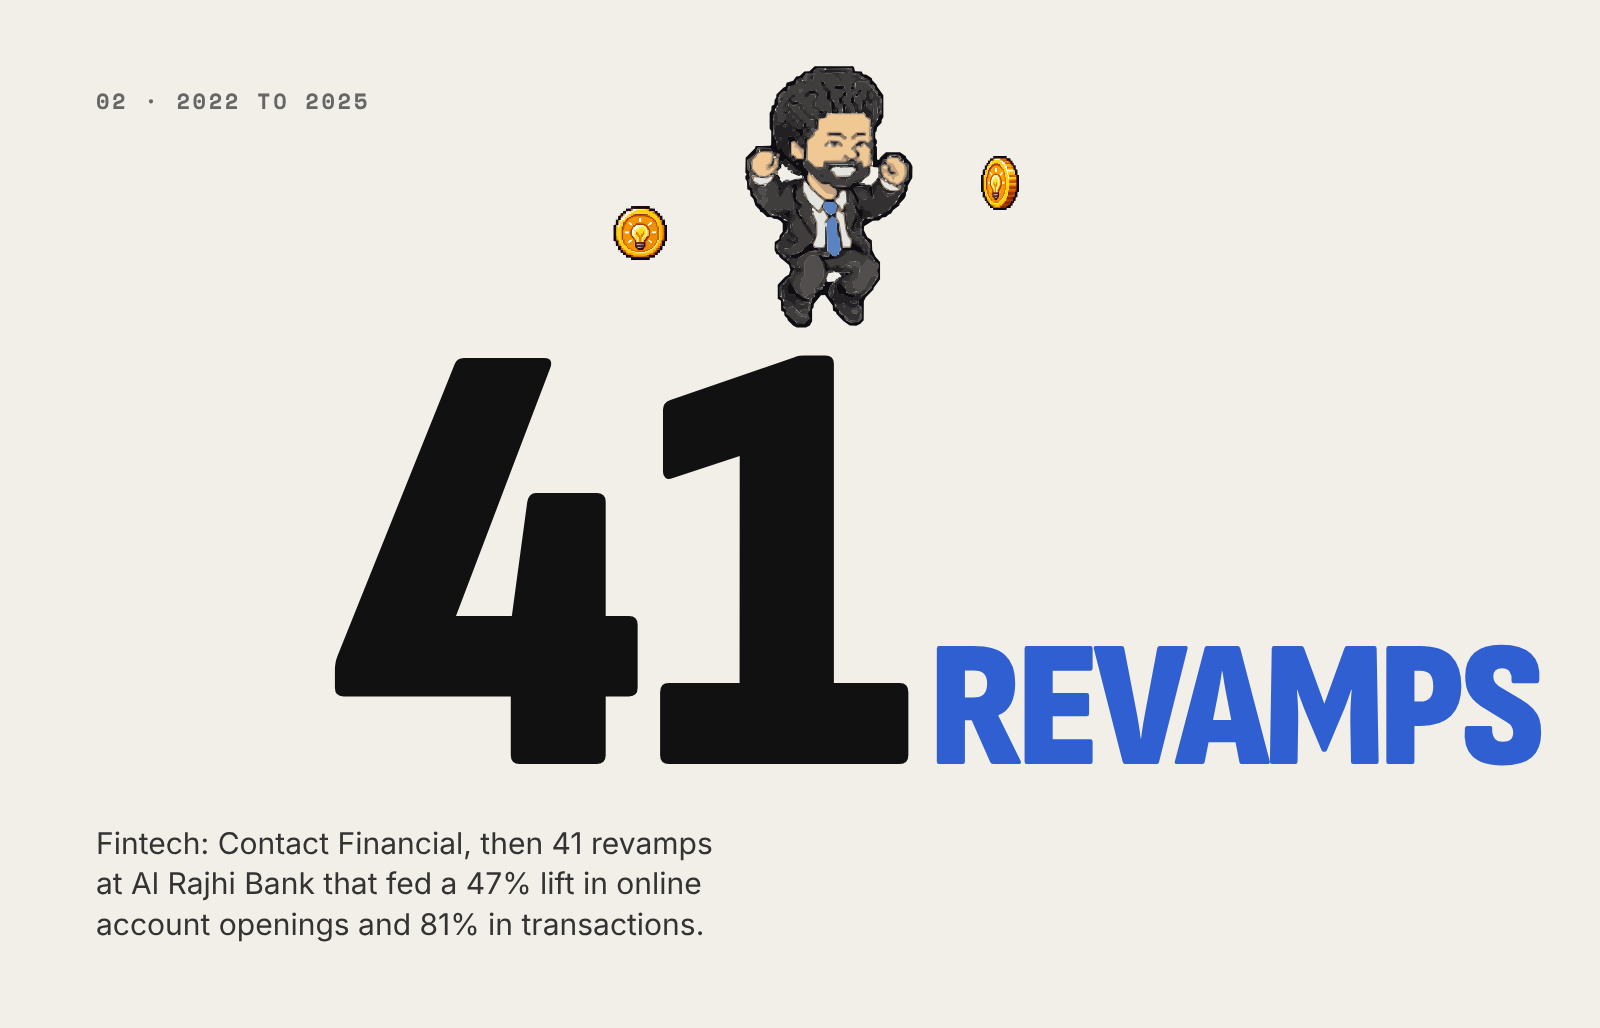 02 · 2022 TO 2025
41 REVAMPS
Fintech: Contact Financial, then 41 revamps
at Al Rajhi Bank that fed a 47% lift in online
account openings and 81% in transactions.